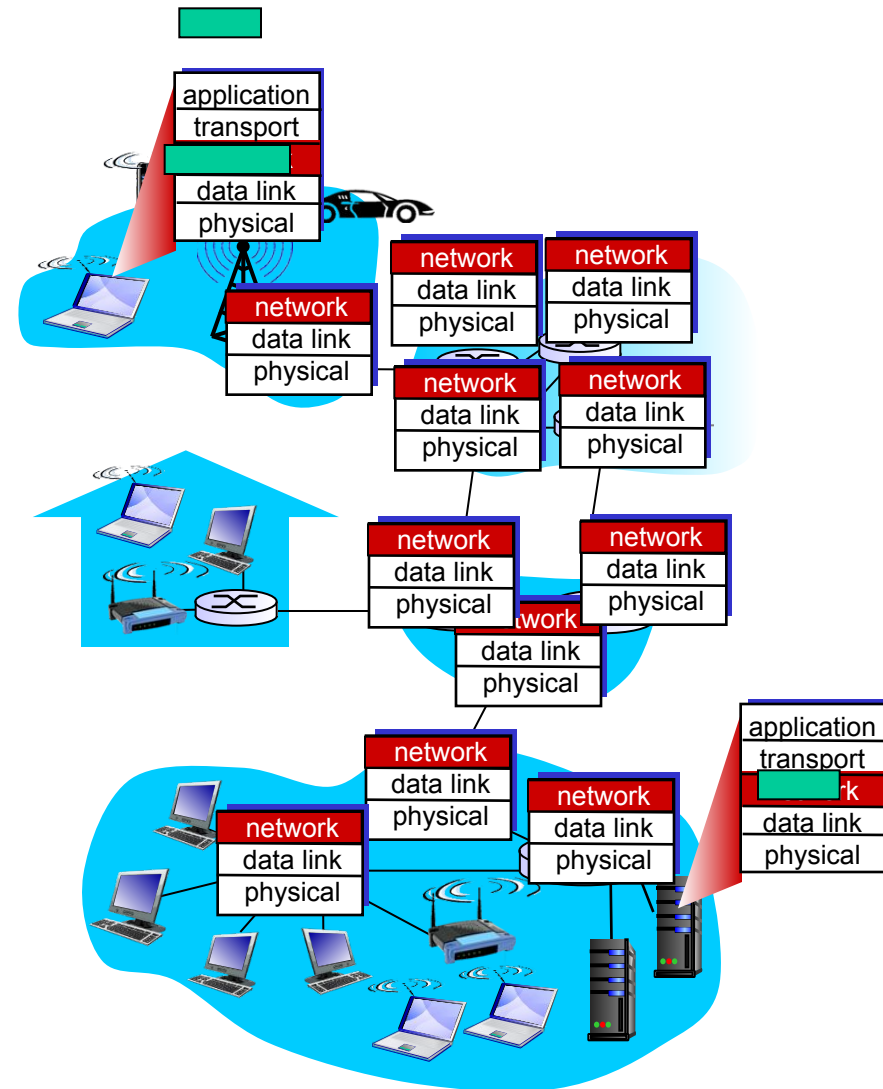 application
transport
data link
physical
network
data link
physical
network
data link
physical
network
data link
physical
network
data link
physical
network
data link
physical
network
data link
physical
network
data link
physical
data link
physical
application
transport
data link
physical
network
data link
physical
network
data link
physical
network
data link
physical